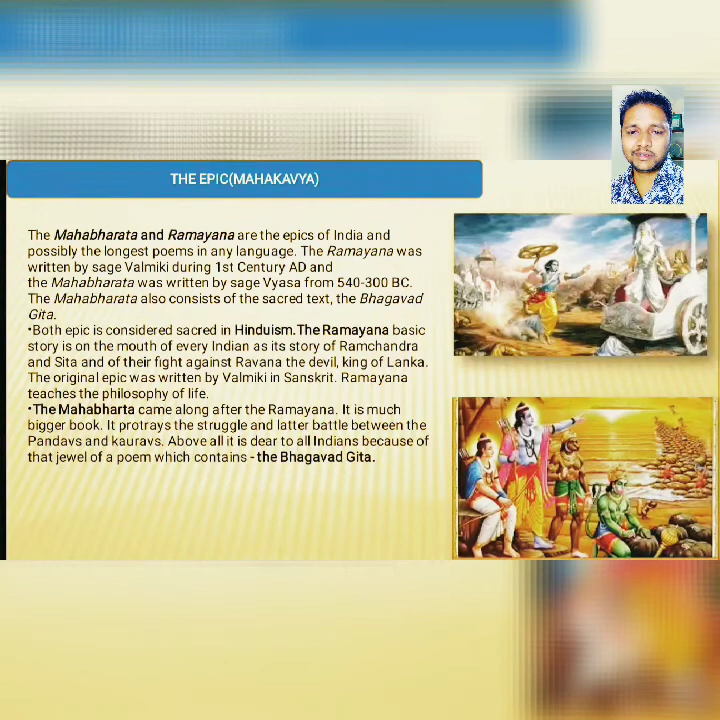 THE EPIC(MAHAKAVYA)
The Mahabharata and Ramayana are the epics of India and
possibly the longest poems in any language. The Ramayana was
written by sage Valmiki during 1st Century AD and
the Mahabharata was written by sage Vyasa from 540-300 BC.
The Mahabharata also consists of the sacred text, the Bhagavad
Gita.
•Both epic is considered sacred in Hinduism.The Ramayana basic
story is on the mouth of every Indian as its story of Ramchandra
and Sita and of their fight against Ravana the devil, king of Lanka.
The original epic was written by Valmiki in Sanskrit. Ramayana
teaches the philosophy of life.
•The Mahabharta came along after the Ramayana. It is much
bigger book. It protrays the struggle and latter battle between the
Pandavs and kauravs. Above all it is dear to all Indians because of
that jewel of a poem which contains - the Bhagavad Gita.